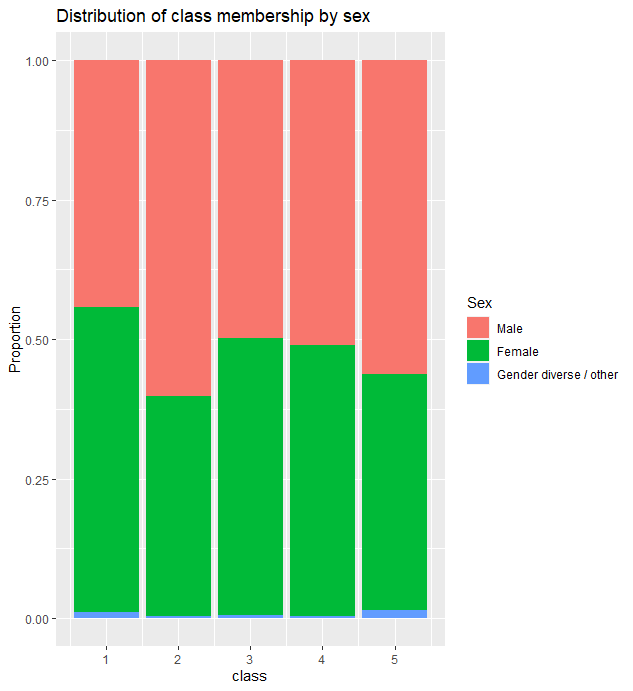 Distribution of class membership by sex
1.00
0.75
0.50
0.25
0.00
Proportion
1 2 3 4 5
class
Sex
Male
Female
Gender diverse / other